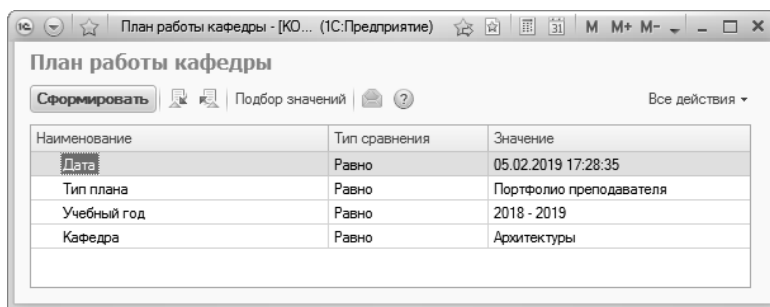 1С План работы кафедры - [КО... (1С:Предприятие) 31 M M+ M-
План работы кафедры
Сформировать Подбор значений ? Все действия
Наименование Тип сравнения Значение
Дата Равно 05.02.2019 17:28:35
Тип плана Равно Портфолио преподавателя
Учебный год Равно 2018 - 2019
Кафедра Равно Архитектуры